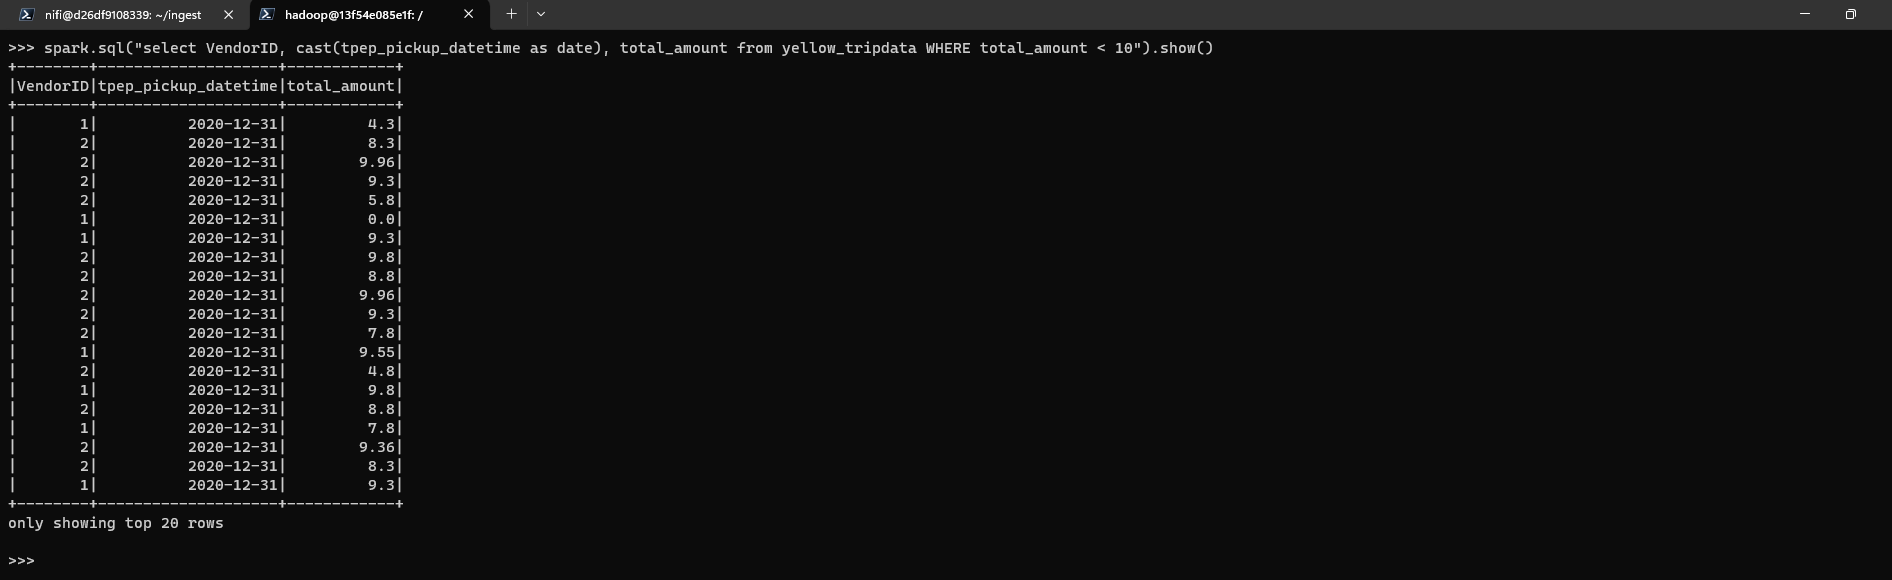 nifi@d26df9108339: ~/ingest hadoop@13f54e085e1f: /
>>> spark.sql("select VendorID, cast(tpep_pickup_datetime as date), total_amount from yellow_tripdata WHERE total_amount < 10").show()
+--------+--------------------+------------+
|VendorID|tpep_pickup_datetime|total_amount|
+--------+--------------------+------------+
|       1|          2020-12-31|         4.3|
|       2|          2020-12-31|         8.3|
|       2|          2020-12-31|        9.96|
|       2|          2020-12-31|         9.3|
|       2|          2020-12-31|         5.8|
|       1|          2020-12-31|         0.0|
|       1|          2020-12-31|         9.3|
|       2|          2020-12-31|         9.8|
|       2|          2020-12-31|         8.8|
|       2|          2020-12-31|        9.96|
|       2|          2020-12-31|         9.3|
|       2|          2020-12-31|         7.8|
|       1|          2020-12-31|        9.55|
|       2|          2020-12-31|         4.8|
|       1|          2020-12-31|         9.8|
|       2|          2020-12-31|         8.8|
|       1|          2020-12-31|         7.8|
|       2|          2020-12-31|        9.36|
|       2|          2020-12-31|         8.3|
|       1|          2020-12-31|         9.3|
+--------+--------------------+------------+
only showing top 20 rows
>>>